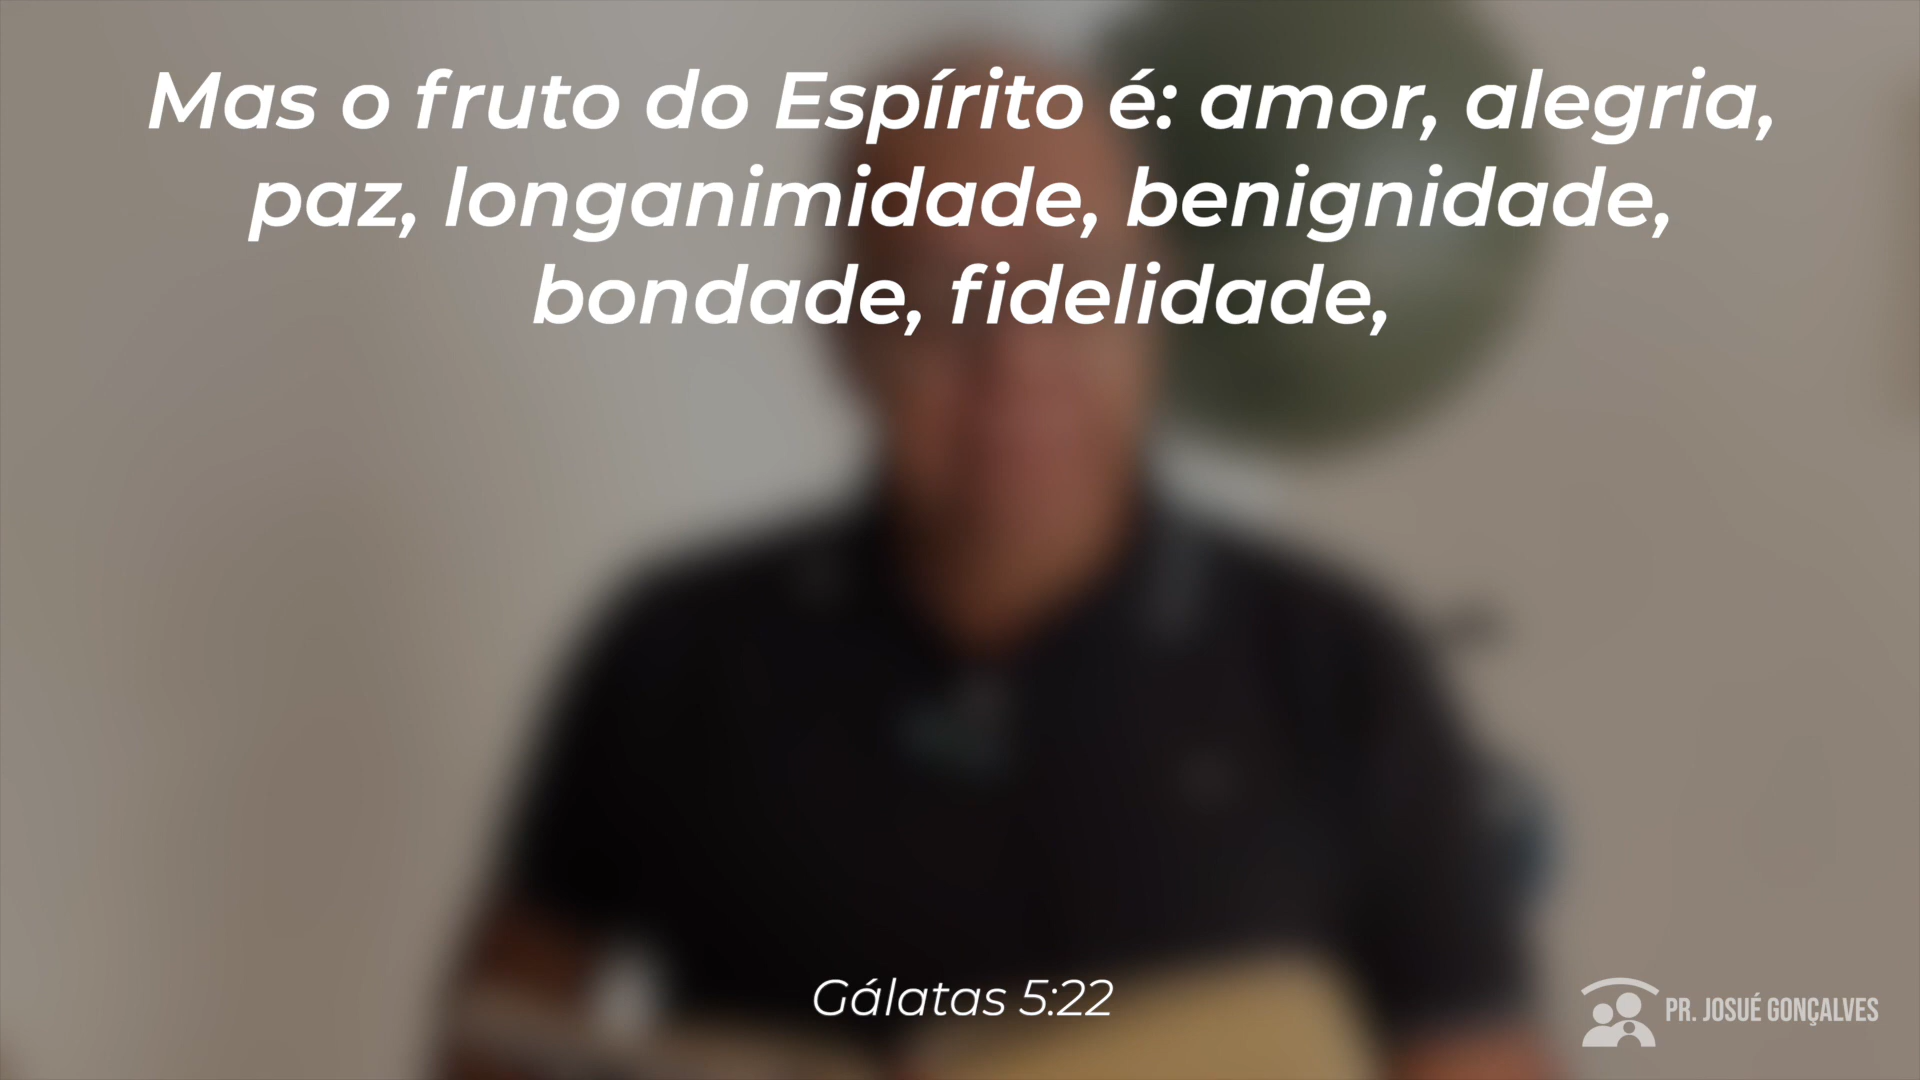 Mas o fruto do Espírito é: amor, alegria,
paz, longanimidade, benignidade,
bondade, fidelidade,
Gálatas 5:22
PR. JOSUÉ GONÇALVES